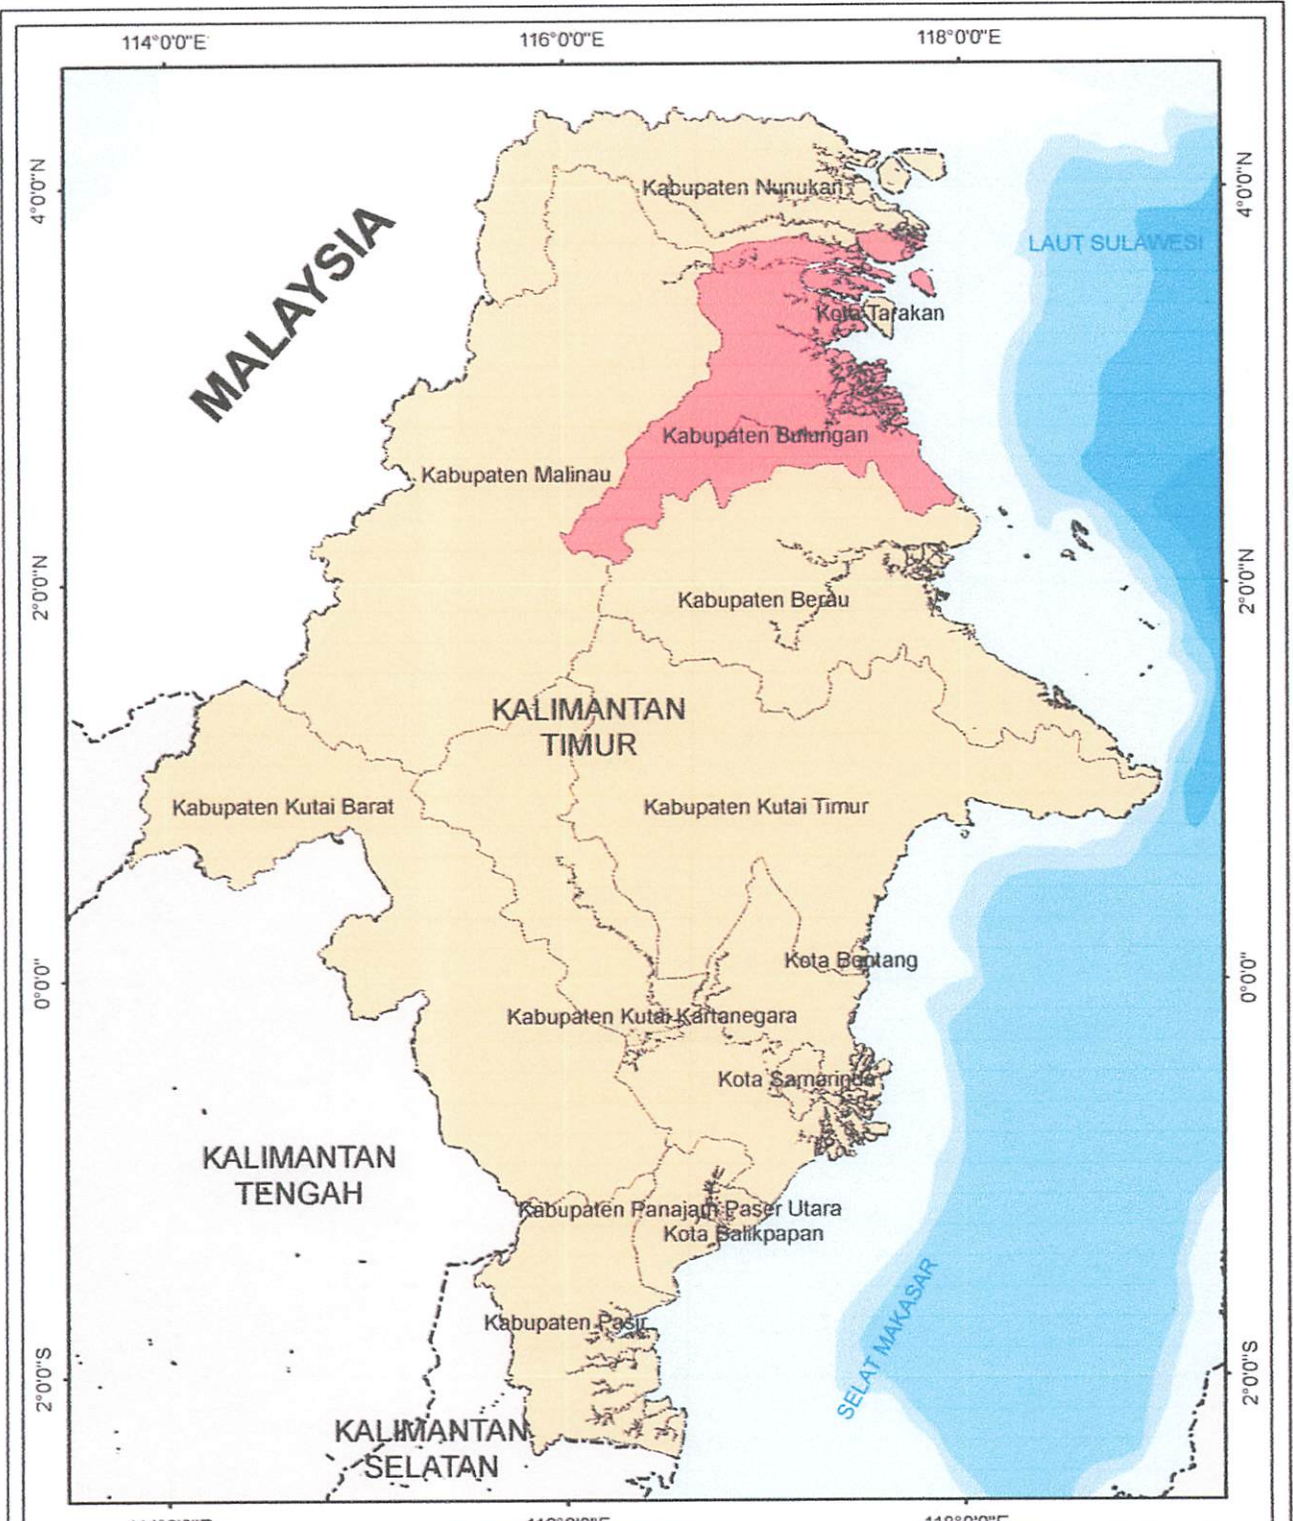 114°0'0"E
116°0'0"E
118°0'0"E
4°0'0"N
4°0'0"N
Kabupaten Nunukan
LAUT SULAWESI
MALAYSIA
Kota Tarakan
Kabupaten Bulungan
Kabupaten Malinau
2°0'0"N
2°0'0"N
Kabupaten Berau
KALIMANTAN
TIMUR
Kabupaten Kutai Barat
Kabupaten Kutai Timur
Kota Bontang
0°0'0"
0°0'0"
Kabupaten Kutai Kartanegara
Kota Samarinda
KALIMANTAN
TENGAH
Kabupaten Panajam Paser Utara
Kota Balikpapan
SELAT MAKASAR
Kabupaten Pasir
2°0'0"S
2°0'0"S
KALIMANTAN
SELATAN